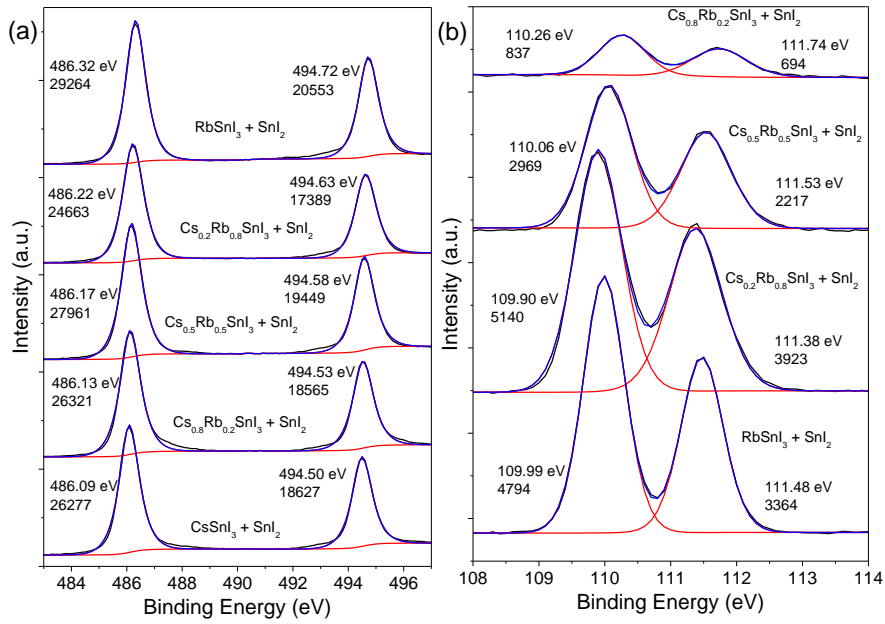 (a)
486.32 eV
29264
494.72 eV
20553
RbSnI₃ + SnI₂
486.22 eV
24663
494.63 eV
17389
Cs₀.₂Rb₀.₈SnI₃ + SnI₂
486.17 eV
27961
494.58 eV
19449
Cs₀.₅Rb₀.₅SnI₃ + SnI₂
486.13 eV
26321
494.53 eV
18565
Cs₀.₈Rb₀.₂SnI₃ + SnI₂
486.09 eV
26277
494.50 eV
18627
CsSnI₃ + SnI₂
484 486 488 490 492 494 496
Binding Energy (eV)
Intensity (a.u.)
(b)
Cs₀.₈Rb₀.₂SnI₃ + SnI₂
110.26 eV
837
111.74 eV
694
Cs₀.₅Rb₀.₅SnI₃ + SnI₂
110.06 eV
2969
111.53 eV
2217
Cs₀.₂Rb₀.₈SnI₃ + SnI₂
109.90 eV
5140
111.38 eV
3923
RbSnI₃ + SnI₂
109.99 eV
4794
111.48 eV
3364
108 109 110 111 112 113 114
Binding Energy (eV)
Intensity (a.u.)